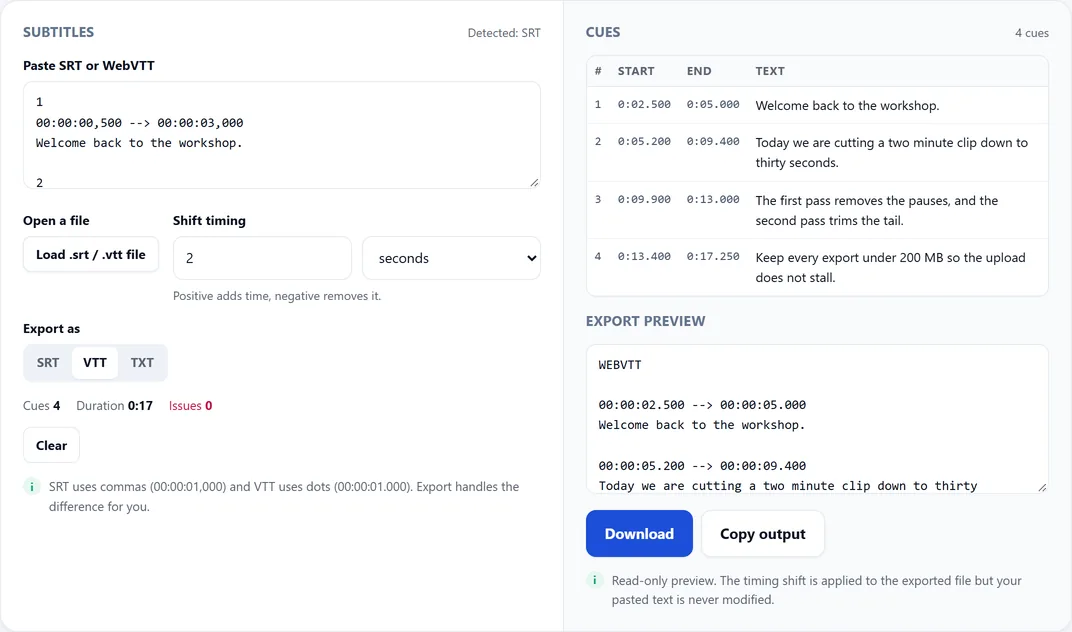 SUBTITLES
Detected: SRT
Paste SRT or WebVTT
1
00:00:00,500 --> 00:00:03,000
Welcome back to the workshop.
2
Open a file
Shift timing
Load .srt / .vtt file
2
seconds
Positive adds time, negative removes it.
Export as
SRT VTT TXT
Cues 4 Duration 0:17 Issues 0
Clear
i SRT uses commas (00:00:01,000) and VTT uses dots (00:00:01.000). Export handles the
difference for you.
CUES
4 cues
# START END TEXT
1 0:02.500 0:05.000 Welcome back to the workshop.
2 0:05.200 0:09.400 Today we are cutting a two minute clip down to
thirty seconds.
3 0:09.900 0:13.000 The first pass removes the pauses, and the
second pass trims the tail.
4 0:13.400 0:17.250 Keep every export under 200 MB so the upload
does not stall.
EXPORT PREVIEW
WEBVTT
00:00:02.500 --> 00:00:05.000
Welcome back to the workshop.
00:00:05.200 --> 00:00:09.400
Today we are cutting a two minute clip down to thirty
Download
Copy output
i Read-only preview. The timing shift is applied to the exported file but your
pasted text is never modified.